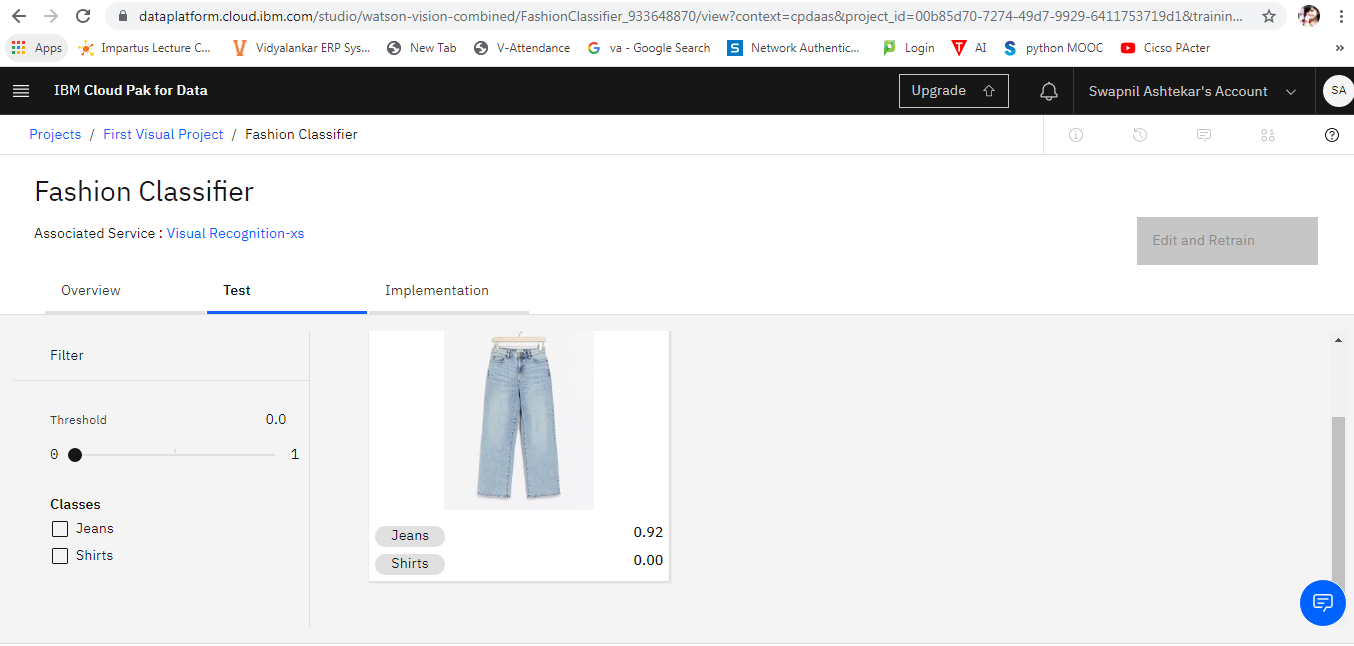 dataplatform.cloud.ibm.com/studio/watson-vision-combined/FashionClassifier_933648870/view?context=cpdaas&project_id=00b85d70-7274-49d7-9929-6411753719d1&trainin...
Apps Impartus Lecture C... Vidyalankar ERP Sys... New Tab V-Attendance va - Google Search Network Authentic... Login AI python MOOC Cicso PActer »
IBM Cloud Pak for Data Upgrade Swapnil Ashtekar's Account SA
Projects / First Visual Project / Fashion Classifier
Fashion Classifier
Associated Service : Visual Recognition-xs
Edit and Retrain
Overview Test Implementation
Filter
Threshold 0.0
0 1
Classes
Jeans
Shirts
Jeans 0.92
Shirts 0.00